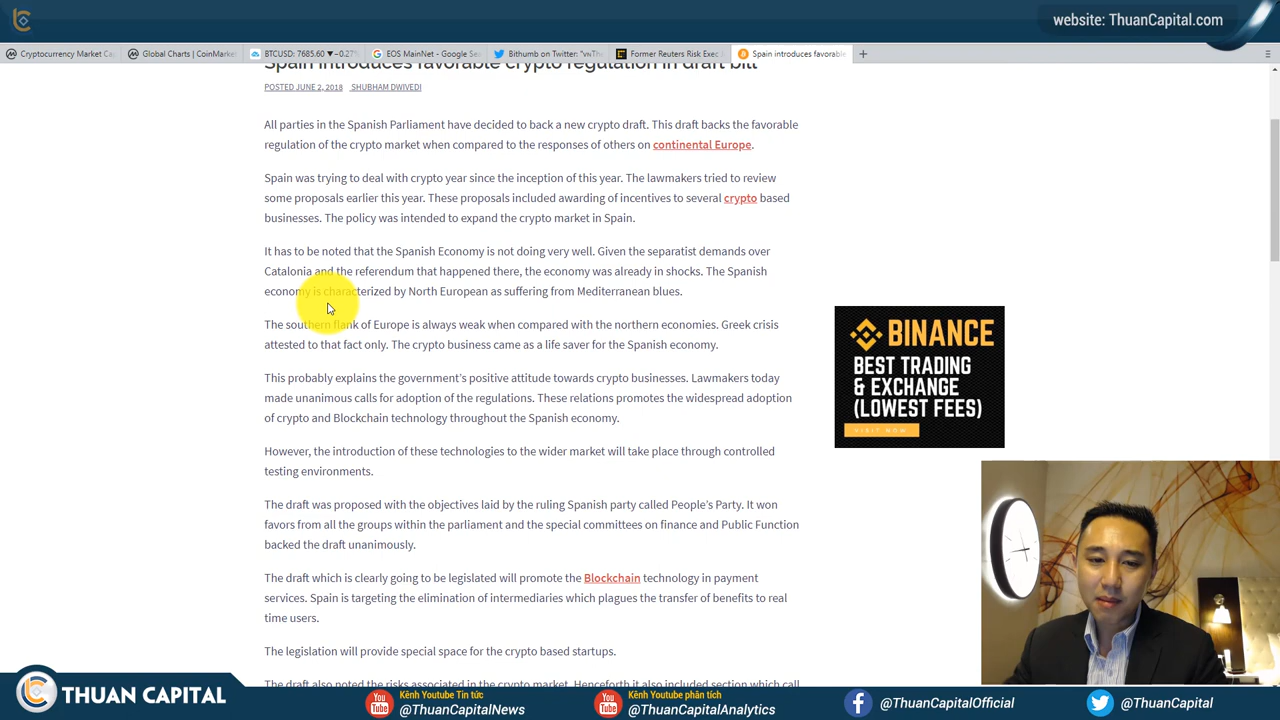 website: ThuanCapital.com
Cryptocurrency Market Ca
Global Charts | CoinMarke
BTCUSD: 7685.60 ▼−0.27%
EOS MainNet - Google Sea
Bithumb on Twitter: "
Former Reuters Risk Exec
Spain introduces favorable
Spain introduces favorable crypto regulation in draft bill
POSTED JUNE 2, 2018 SHUBHAM DWIVEDI
All parties in the Spanish Parliament have decided to back a new crypto draft. This draft backs the favorable
regulation of the crypto market when compared to the responses of others on continental Europe.
Spain was trying to deal with crypto year since the inception of this year. The lawmakers tried to review
some proposals earlier this year. These proposals included awarding of incentives to several crypto based
businesses. The policy was intended to expand the crypto market in Spain.
It has to be noted that the Spanish Economy is not doing very well. Given the separatist demands over
Catalonia and the referendum that happened there, the economy was already in shocks. The Spanish
economy is characterized by North European as suffering from Mediterranean blues.
The southern flank of Europe is always weak when compared with the northern economies. Greek crisis
attested to that fact only. The crypto business came as a life saver for the Spanish economy.
This probably explains the government's positive attitude towards crypto businesses. Lawmakers today
made unanimous calls for adoption of the regulations. These relations promotes the widespread adoption
of crypto and Blockchain technology throughout the Spanish economy.
However, the introduction of these technologies to the wider market will take place through controlled
testing environments.
The draft was proposed with the objectives laid by the ruling Spanish party called People's Party. It won
favors from all the groups within the parliament and the special committees on finance and Public Function
backed the draft unanimously.
The draft which is clearly going to be legislated will promote the Blockchain technology in payment
services. Spain is targeting the elimination of intermediaries which plagues the transfer of benefits to real
time users.
The legislation will provide special space for the crypto based startups.
The draft also noted the risks associated in the crypto market. Henceforth it also included section which call
BINANCE
BEST TRADING
& EXCHANGE
(LOWEST FEES)
VISIT NOW
THUAN CAPITAL
You Tube
Kênh Youtube Tin tức
@ThuanCapitalNews
You Tube
Kênh Youtube phân tích
@ThuanCapitalAnalytics
@ThuanCapitalOfficial
@ThuanCapital